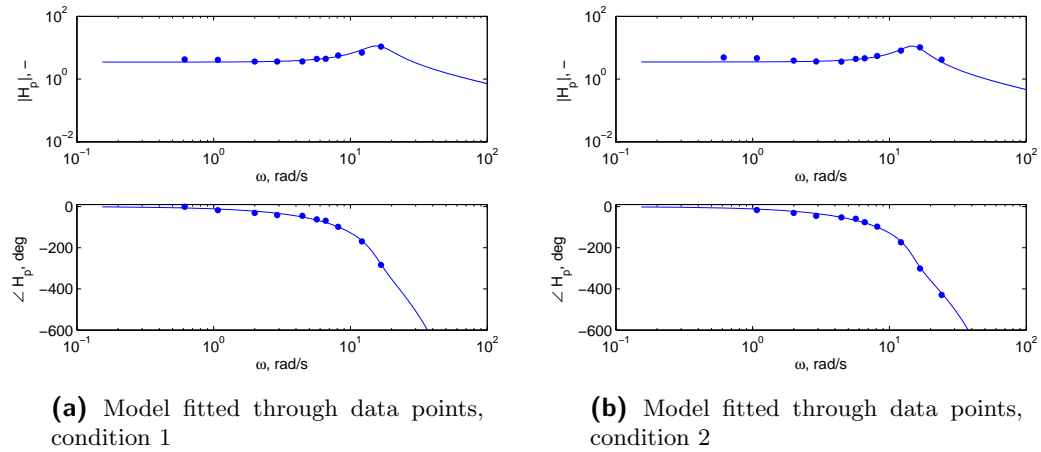 10^2
10^0
10^-2
|H_p|, –
10^-1 10^0 10^1 10^2
ω, rad/s
0
−200
−400
−600
∠ H_p, deg
10^-1 10^0 10^1 10^2
ω, rad/s
(a) Model fitted through data points,
condition 1
10^2
10^0
10^-2
|H_p|, –
10^-1 10^0 10^1 10^2
ω, rad/s
0
−200
−400
−600
∠ H_p, deg
10^-1 10^0 10^1 10^2
ω, rad/s
(b) Model fitted through data points,
condition 2